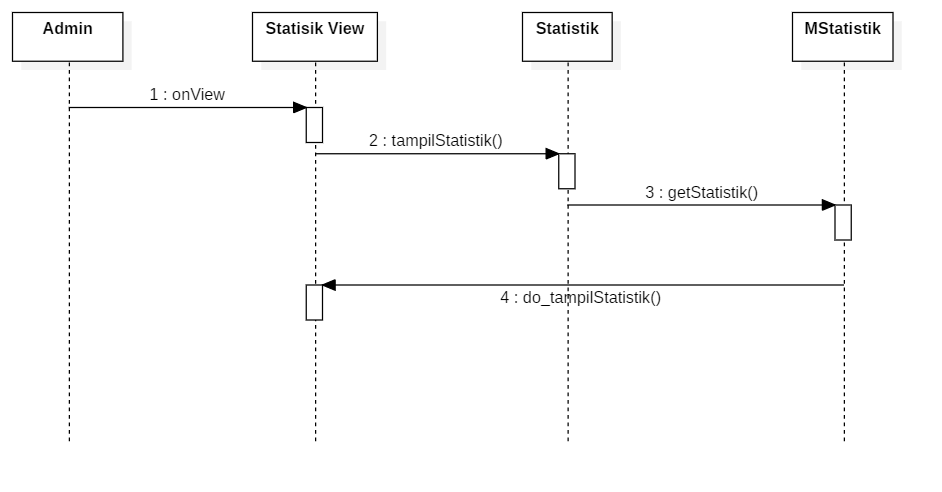 Admin
Statisik View
Statistik
MStatistik
1 : onView
2 : tampilStatistik()
3 : getStatistik()
4 : do_tampilStatistik()